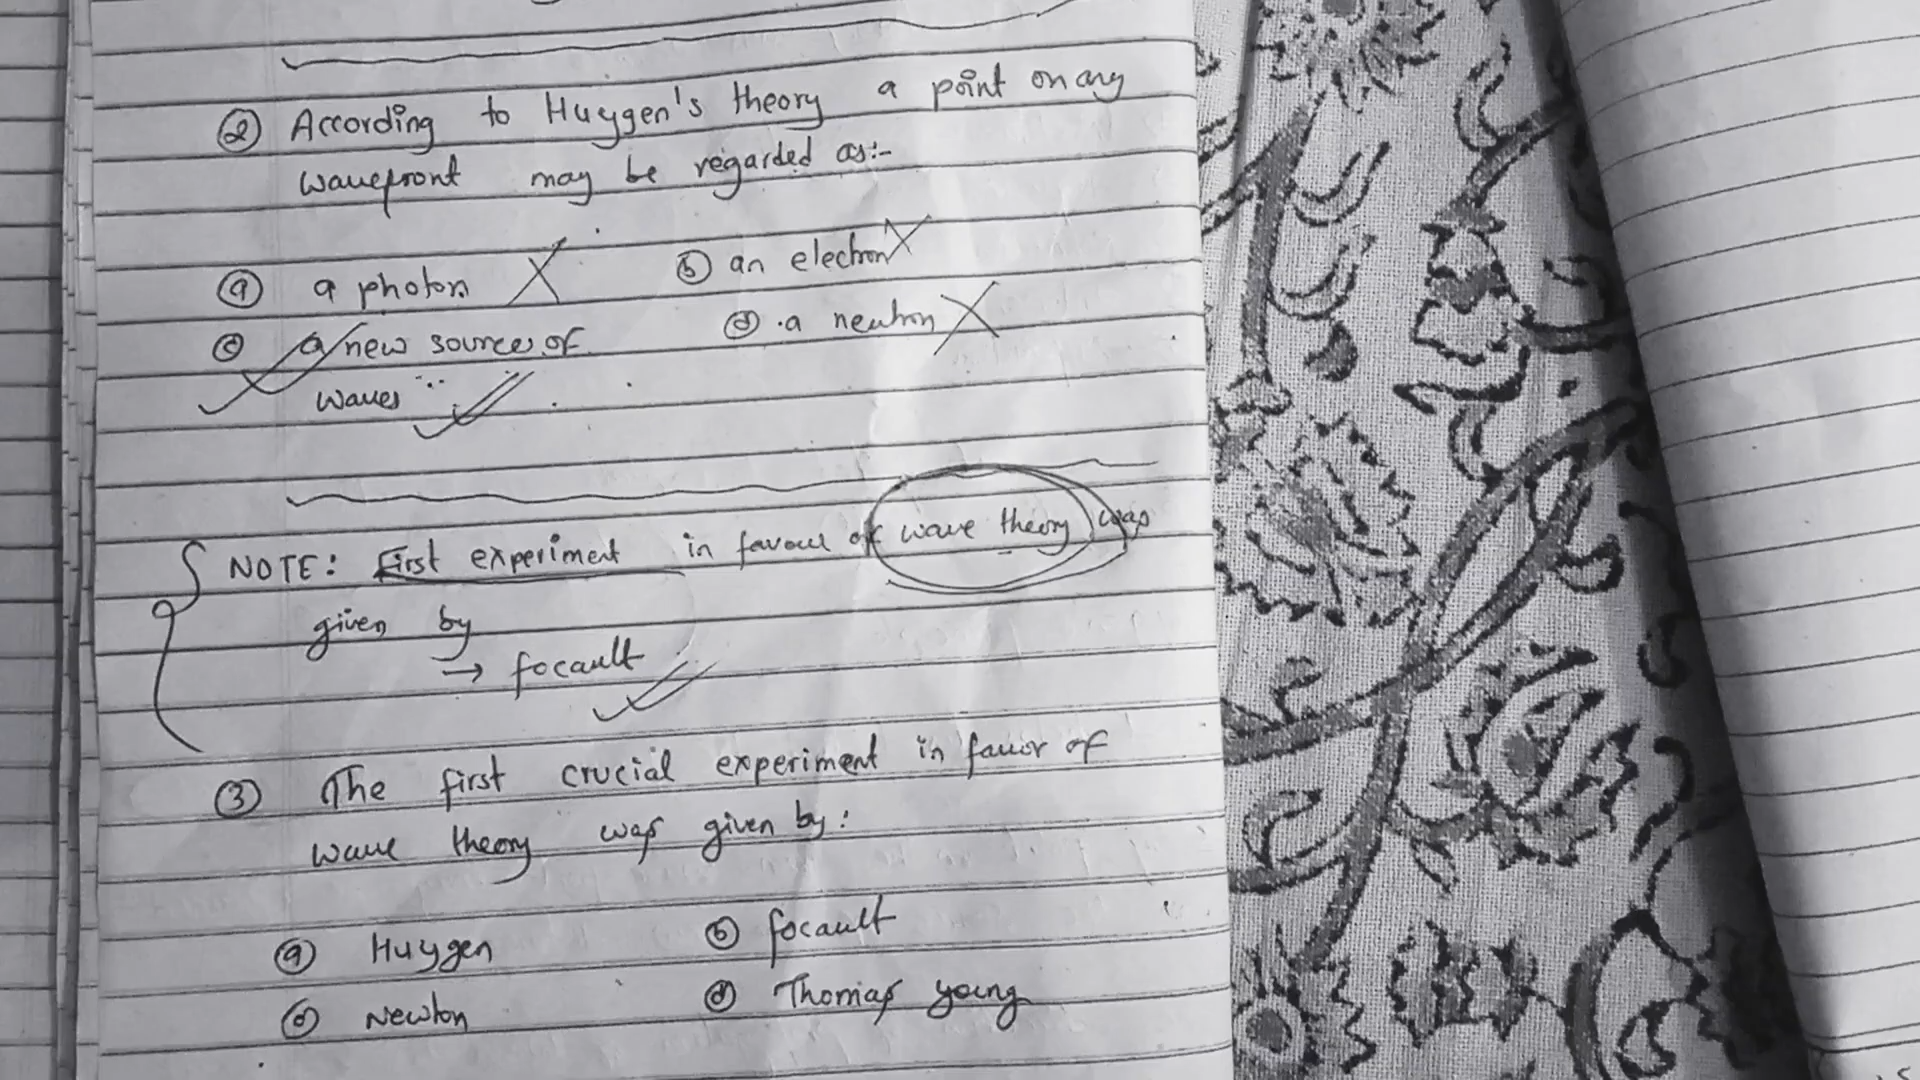 ② According to Huygen's theory a point on any
wavefront may be regarded as:-
ⓐ a photon
ⓑ an electron
ⓒ a new source of
waves
ⓓ a neutron
NOTE: First experiment in favour of wave theory was
given by
→ focault
③ The first crucial experiment in favor of
wave theory was given by:
ⓐ Huygen
ⓑ focault
ⓒ Newton
ⓓ Thomas young